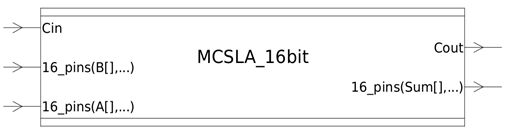 Cin
MCSLA_16bit
Cout
16_pins(B[],...)
16_pins(Sum[],...)
16_pins(A[],...)